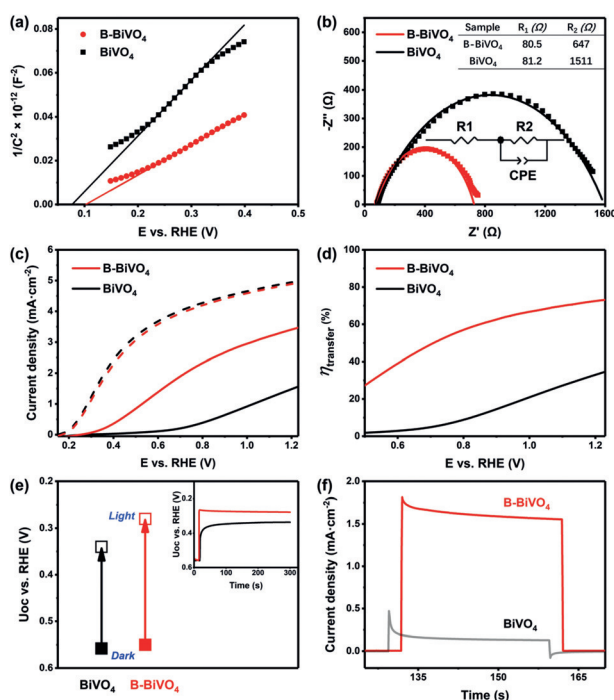 (a)
B-BiVO4
BiVO4
0.08
0.06
0.04
0.02
0.00
1/C² × 10⁻¹² (F⁻²)
0.0 0.1 0.2 0.3 0.4 0.5
E vs. RHE (V)
(b)
B-BiVO₄
BiVO₄
Sample R₁ (Ω) R₂ (Ω)
B-BiVO₄ 80.5 647
BiVO₄ 81.2 1511
600
500
400
300
200
100
0
-Z'' (Ω)
R1 R2
CPE
0 400 800 1200 1600
Z' (Ω)
(c)
B-BiVO₄
BiVO₄
6
5
4
3
2
1
0
Current density (mA·cm⁻²)
0.2 0.4 0.6 0.8 1.0 1.2
E vs. RHE (V)
(d)
B-BiVO₄
BiVO₄
100
80
60
40
20
0
ηtransfer (%)
0.6 0.8 1.0 1.2
E vs. RHE (V)
(e)
0.2
0.3
0.4
0.5
0.6
Uoc vs. RHE (V)
Light
Dark
BiVO₄ B-BiVO₄
0.2
0.4
0.6
Uoc vs. RHE (V)
0 100 200 300
Time (s)
(f)
2.0
1.5
1.0
0.5
0.0
Current density (mA·cm⁻²)
B-BiVO₄
BiVO₄
135 150 165
Time (s)